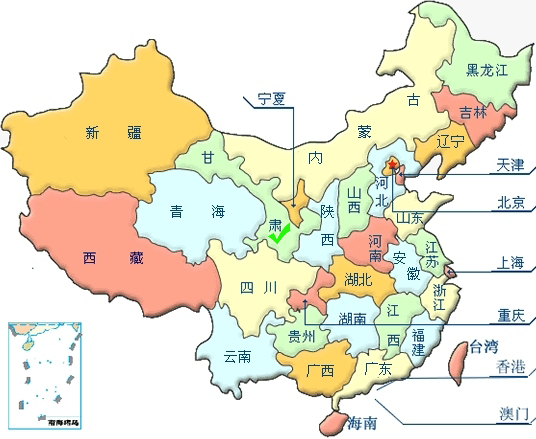 黑龙江
吉林
辽宁
内蒙古
宁夏
新疆
甘肃
天津
河北
北京
山西
陕西
山东
青海
西藏
河南
江苏
安徽
上海
四川
湖北
浙江
重庆
湖南
江西
贵州
福建
云南
台湾
广西
广东
香港
澳门
海南
南海诸岛